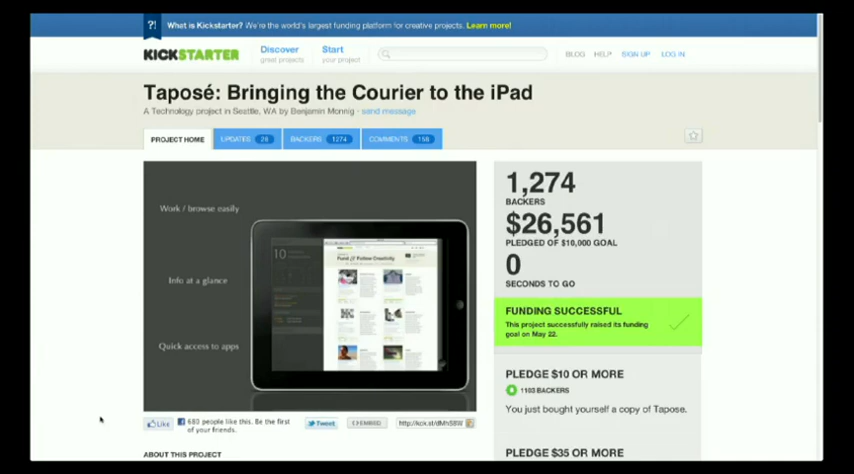 What is Kickstarter? We're the world's largest funding platform for creative projects. Learn more!
KICKSTARTER
Discover
great projects
Start
your project
BLOG HELP SIGN UP LOG IN
Taposé: Bringing the Courier to the iPad
A Technology project in Seattle, WA by Benjamin Monnig · send message
PROJECT HOME
UPDATES 26
BACKERS 1274
COMMENTS 158
Work / browse easily
Info at a glance
Quick access to apps
10
Fund & Follow Creativity
1,274
BACKERS
$26,561
PLEDGED OF $10,000 GOAL
0
SECONDS TO GO
FUNDING SUCCESSFUL
This project successfully raised its funding
goal on May 22.
PLEDGE $10 OR MORE
1103 BACKERS
You just bought yourself a copy of Tapose.
PLEDGE $35 OR MORE
Like
680 people like this. Be the first
of your friends.
Tweet
EMBED
ABOUT THIS PROJECT